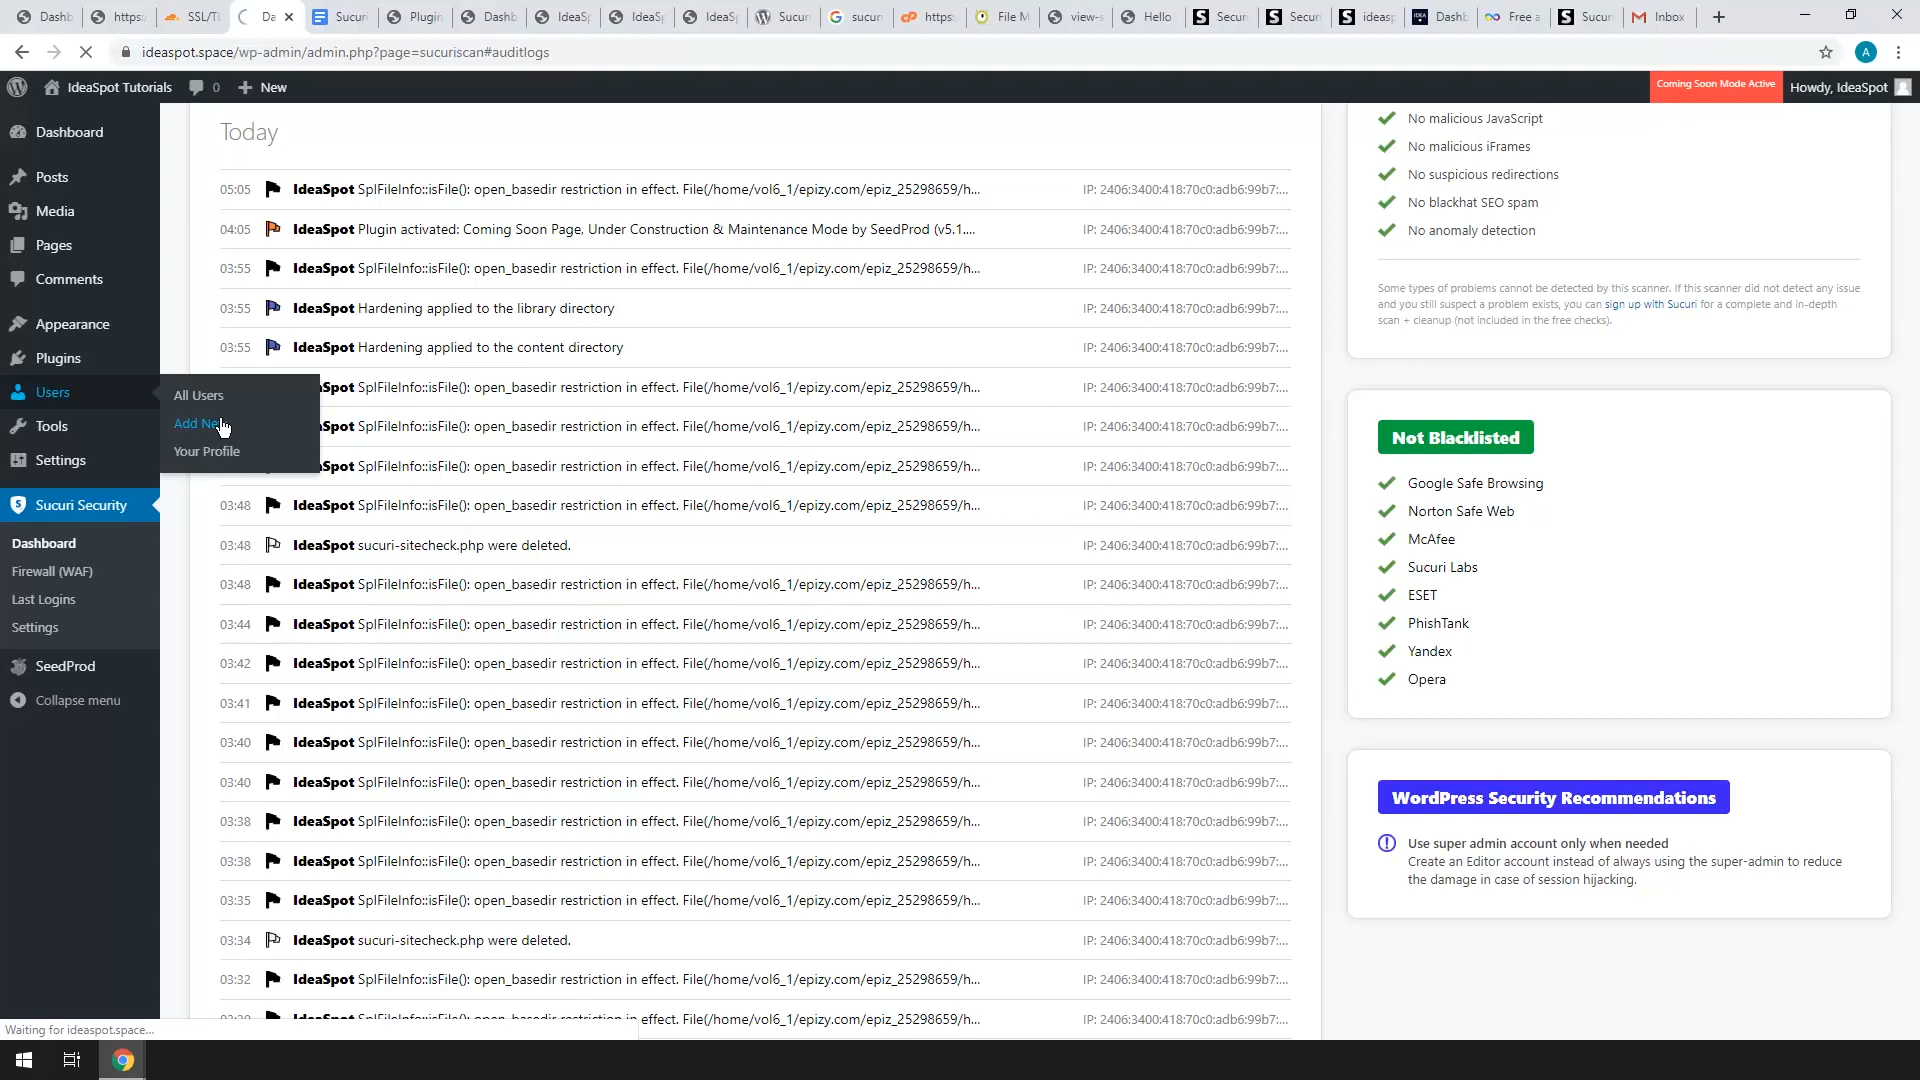 Dashb
https:
SSL/TL
Da
Sucuri
Plugin
Dashb
IdeaSp
IdeaSp
IdeaSp
Sucuri
sucuri
https:
File M
view-s
Hello
Securi
Securi
ideasp
Dashb
Free a
Sucuri
Inbox
ideaspot.space/wp-admin/admin.php?page=sucuriscan#auditlogs
A
IdeaSpot Tutorials
0
New
Coming Soon Mode Active
Howdy, IdeaSpot
Dashboard
Posts
Media
Pages
Comments
Appearance
Plugins
Users
Tools
Settings
Sucuri Security
Dashboard
Firewall (WAF)
Last Logins
Settings
SeedProd
Collapse menu
All Users
Add Ne
Your Profile
Today
05:05 IdeaSpot SplFileInfo::isFile(): open_basedir restriction in effect. File(/home/vol6_1/epizy.com/epiz_25298659/h... IP: 2406:3400:418:70c0:adb6:99b7:...
04:05 IdeaSpot Plugin activated: Coming Soon Page, Under Construction & Maintenance Mode by SeedProd (v5.1.... IP: 2406:3400:418:70c0:adb6:99b7:...
03:55 IdeaSpot SplFileInfo::isFile(): open_basedir restriction in effect. File(/home/vol6_1/epizy.com/epiz_25298659/h... IP: 2406:3400:418:70c0:adb6:99b7:...
03:55 IdeaSpot Hardening applied to the library directory IP: 2406:3400:418:70c0:adb6:99b7:...
03:55 IdeaSpot Hardening applied to the content directory IP: 2406:3400:418:70c0:adb6:99b7:...
Spot SplFileInfo::isFile(): open_basedir restriction in effect. File(/home/vol6_1/epizy.com/epiz_25298659/h... IP: 2406:3400:418:70c0:adb6:99b7:...
Spot SplFileInfo::isFile(): open_basedir restriction in effect. File(/home/vol6_1/epizy.com/epiz_25298659/h... IP: 2406:3400:418:70c0:adb6:99b7:...
Spot SplFileInfo::isFile(): open_basedir restriction in effect. File(/home/vol6_1/epizy.com/epiz_25298659/h... IP: 2406:3400:418:70c0:adb6:99b7:...
03:48 IdeaSpot SplFileInfo::isFile(): open_basedir restriction in effect. File(/home/vol6_1/epizy.com/epiz_25298659/h... IP: 2406:3400:418:70c0:adb6:99b7:...
03:48 IdeaSpot sucuri-sitecheck.php were deleted. IP: 2406:3400:418:70c0:adb6:99b7:...
03:48 IdeaSpot SplFileInfo::isFile(): open_basedir restriction in effect. File(/home/vol6_1/epizy.com/epiz_25298659/h... IP: 2406:3400:418:70c0:adb6:99b7:...
03:44 IdeaSpot SplFileInfo::isFile(): open_basedir restriction in effect. File(/home/vol6_1/epizy.com/epiz_25298659/h... IP: 2406:3400:418:70c0:adb6:99b7:...
03:42 IdeaSpot SplFileInfo::isFile(): open_basedir restriction in effect. File(/home/vol6_1/epizy.com/epiz_25298659/h... IP: 2406:3400:418:70c0:adb6:99b7:...
03:41 IdeaSpot SplFileInfo::isFile(): open_basedir restriction in effect. File(/home/vol6_1/epizy.com/epiz_25298659/h... IP: 2406:3400:418:70c0:adb6:99b7:...
03:40 IdeaSpot SplFileInfo::isFile(): open_basedir restriction in effect. File(/home/vol6_1/epizy.com/epiz_25298659/h... IP: 2406:3400:418:70c0:adb6:99b7:...
03:40 IdeaSpot SplFileInfo::isFile(): open_basedir restriction in effect. File(/home/vol6_1/epizy.com/epiz_25298659/h... IP: 2406:3400:418:70c0:adb6:99b7:...
03:38 IdeaSpot SplFileInfo::isFile(): open_basedir restriction in effect. File(/home/vol6_1/epizy.com/epiz_25298659/h... IP: 2406:3400:418:70c0:adb6:99b7:...
03:38 IdeaSpot SplFileInfo::isFile(): open_basedir restriction in effect. File(/home/vol6_1/epizy.com/epiz_25298659/h... IP: 2406:3400:418:70c0:adb6:99b7:...
03:35 IdeaSpot SplFileInfo::isFile(): open_basedir restriction in effect. File(/home/vol6_1/epizy.com/epiz_25298659/h... IP: 2406:3400:418:70c0:adb6:99b7:...
03:34 IdeaSpot sucuri-sitecheck.php were deleted. IP: 2406:3400:418:70c0:adb6:99b7:...
03:32 IdeaSpot SplFileInfo::isFile(): open_basedir restriction in effect. File(/home/vol6_1/epizy.com/epiz_25298659/h... IP: 2406:3400:418:70c0:adb6:99b7:...
IdeaSpot SplFileInfo::isFile(): open_basedir restriction in effect. File(/home/vol6_1/epizy.com/epiz_25298659/h... IP: 2406:3400:418:70c0:adb6:99b7:...
No malicious JavaScript
No malicious iFrames
No suspicious redirections
No blackhat SEO spam
No anomaly detection
Some types of problems cannot be detected by this scanner. If this scanner did not detect any issue
and you still suspect a problem exists, you can sign up with Sucuri for a complete and in-depth
scan + cleanup (not included in the free checks).
Not Blacklisted
Google Safe Browsing
Norton Safe Web
McAfee
Sucuri Labs
ESET
PhishTank
Yandex
Opera
WordPress Security Recommendations
Use super admin account only when needed
Create an Editor account instead of always using the super-admin to reduce
the damage in case of session hijacking.
Waiting for ideaspot.space...